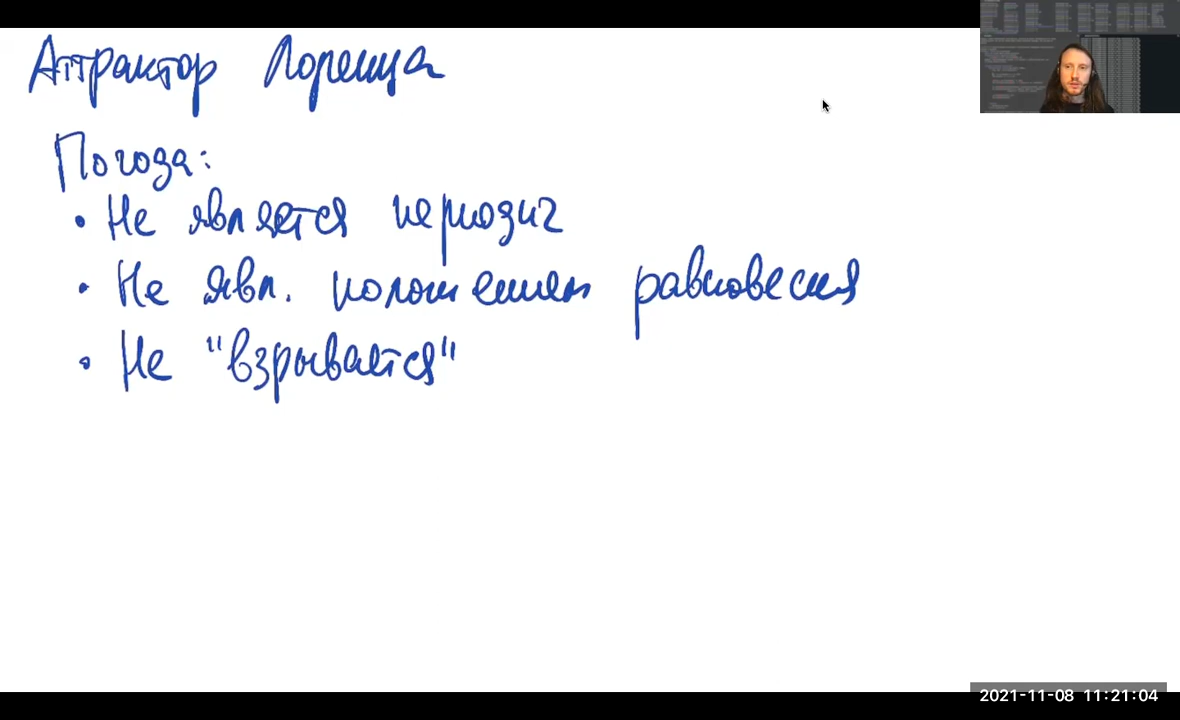 Аттрактор Лоренца
Погода:
• Не является периодич
• Не явл. положением равновесия
• Не "взрывается"
2021-11-08 11:21:04